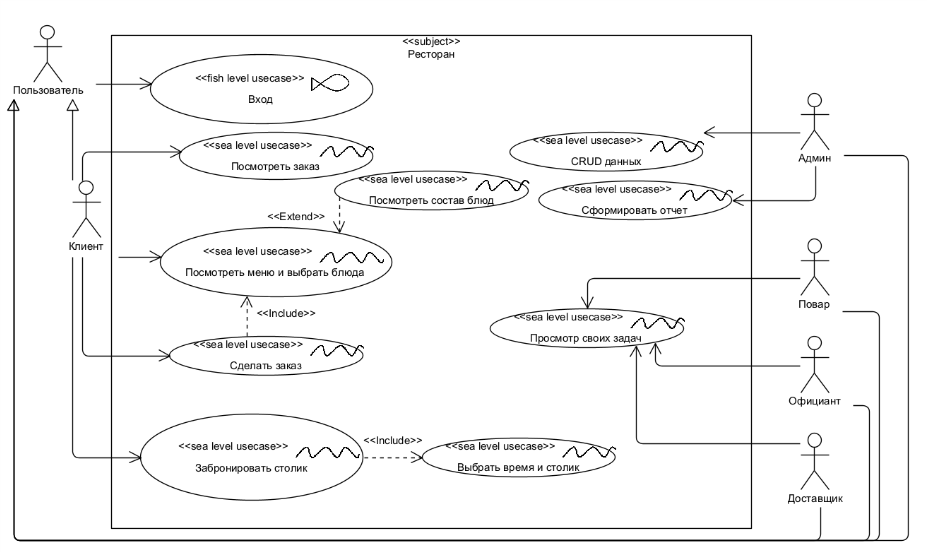 <<subject>>
Ресторан
Пользователь
<<fish level usecase>>
Вход
<<sea level usecase>>
Посмотреть заказ
<<sea level usecase>>
CRUD данных
Админ
<<sea level usecase>>
Посмотреть состав блюд
<<sea level usecase>>
Сформировать отчет
<<Extend>>
Клиент
<<sea level usecase>>
Посмотреть меню и выбрать блюда
Повар
<<Include>>
<<sea level usecase>>
Просмотр своих задач
<<sea level usecase>>
Сделать заказ
Официант
<<sea level usecase>>
Забронировать столик
<<Include>>
<<sea level usecase>>
Выбрать время и столик
Доставщик